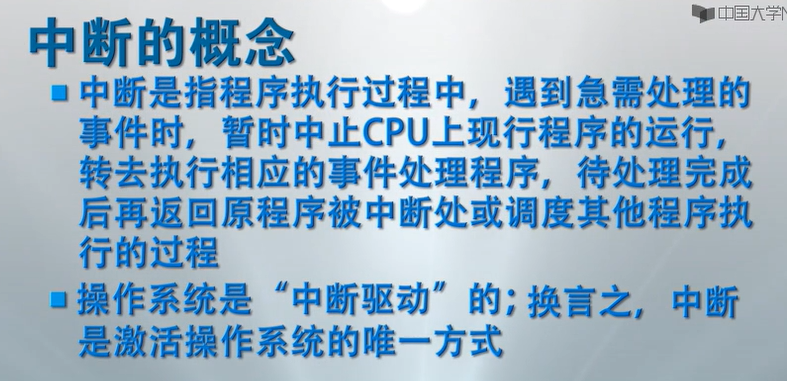 中国大学M
中断的概念
中断是指程序执行过程中，遇到急需处理的
事件时，暂时中止CPU上现行程序的运行，
转去执行相应的事件处理程序，待处理完成
后再返回原程序被中断处或调度其他程序执
行的过程
操作系统是“中断驱动”的；换言之，中断
是激活操作系统的唯一方式